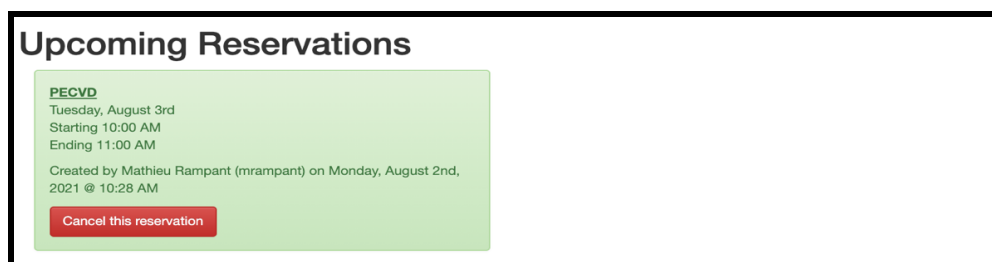 Upcoming Reservations
PECVD
Tuesday, August 3rd
Starting 10:00 AM
Ending 11:00 AM
Created by Mathieu Rampant (mrampant) on Monday, August 2nd,
2021 @ 10:28 AM
Cancel this reservation